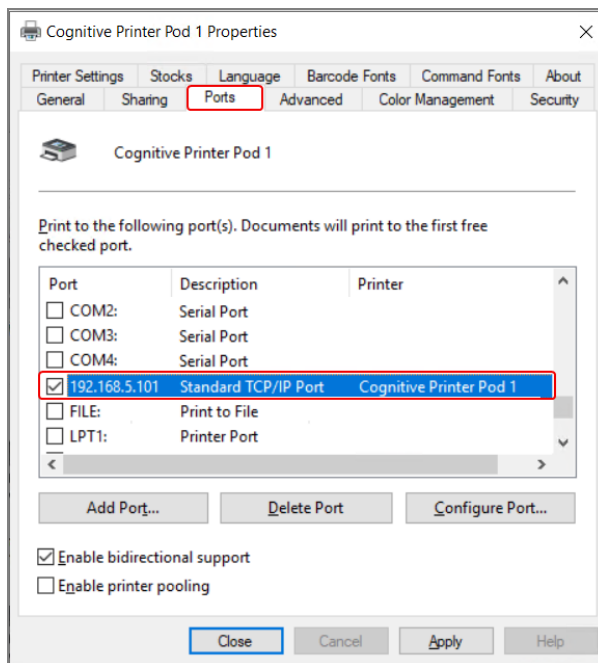 Cognitive Printer Pod 1 Properties
Printer Settings Stocks Language Barcode Fonts Command Fonts About
General Sharing Ports Advanced Color Management Security
Cognitive Printer Pod 1
Print to the following port(s). Documents will print to the first free
checked port.
Port Description Printer
COM2: Serial Port
COM3: Serial Port
COM4: Serial Port
192.168.5.101 Standard TCP/IP Port Cognitive Printer Pod 1
FILE: Print to File
LPT1: Printer Port
Add Port... Delete Port Configure Port...
Enable bidirectional support
Enable printer pooling
Close Cancel Apply Help